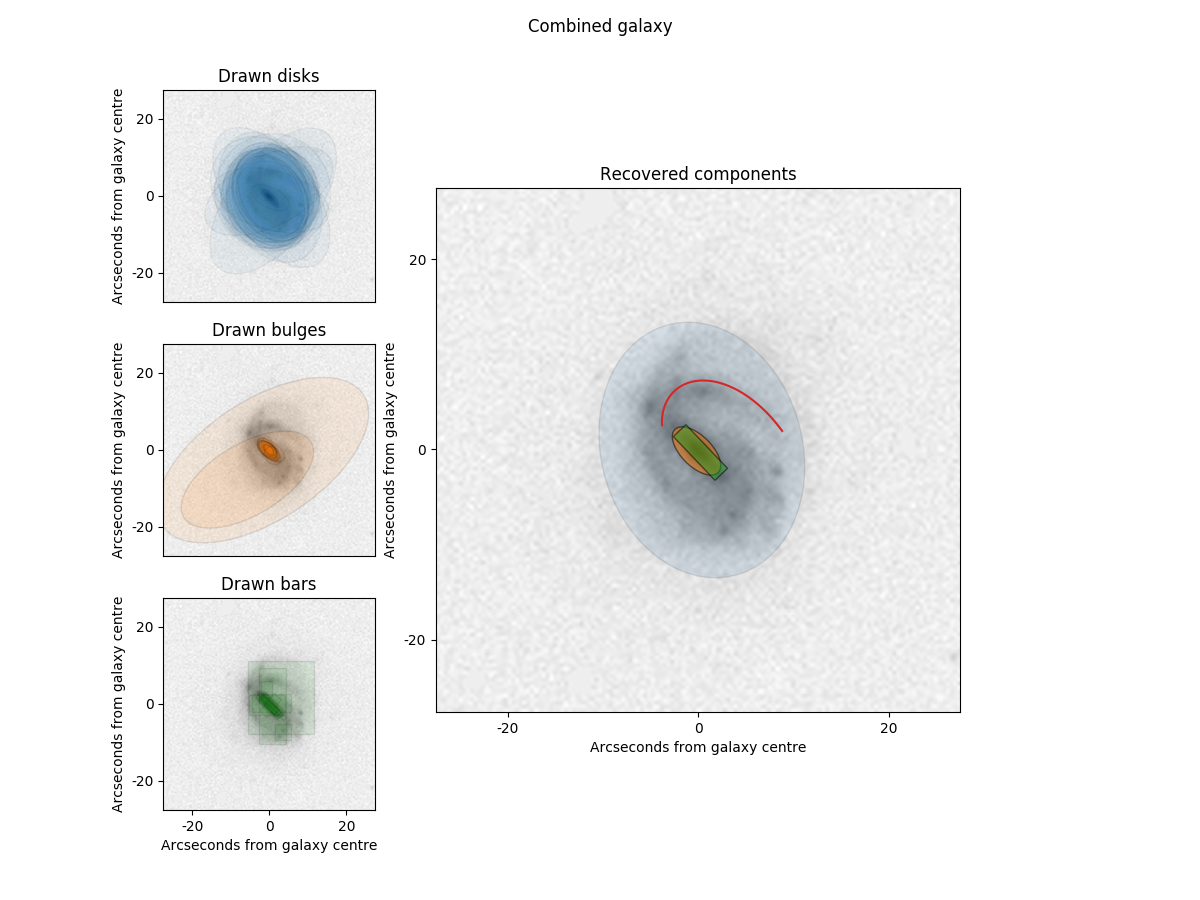 Combined galaxy
Drawn disks
Arcseconds from galaxy centre
20
0
-20
Drawn bulges
Arcseconds from galaxy centre
20
0
-20
Drawn bars
Arcseconds from galaxy centre
20
0
-20
-20 0 20
Arcseconds from galaxy centre
Recovered components
Arcseconds from galaxy centre
20
0
-20
-20 0 20
Arcseconds from galaxy centre